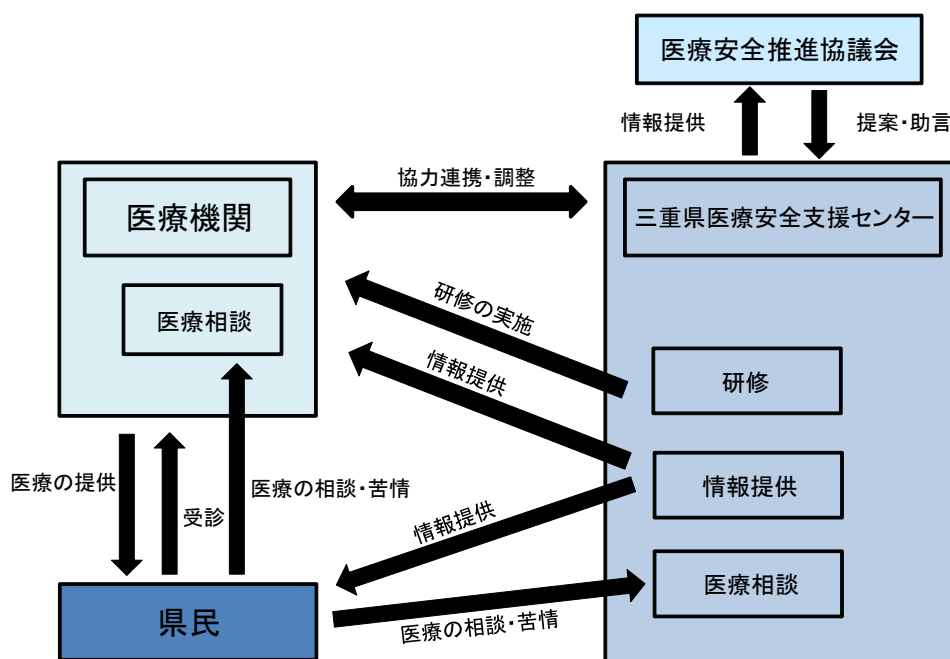 医療安全推進協議会
情報提供
提案・助言
協力連携・調整
医療機関
三重県医療安全支援センター
医療相談
研修の実施
情報提供
研修
情報提供
医療の提供
受診
医療の相談・苦情
情報提供
医療相談
県民
医療の相談・苦情